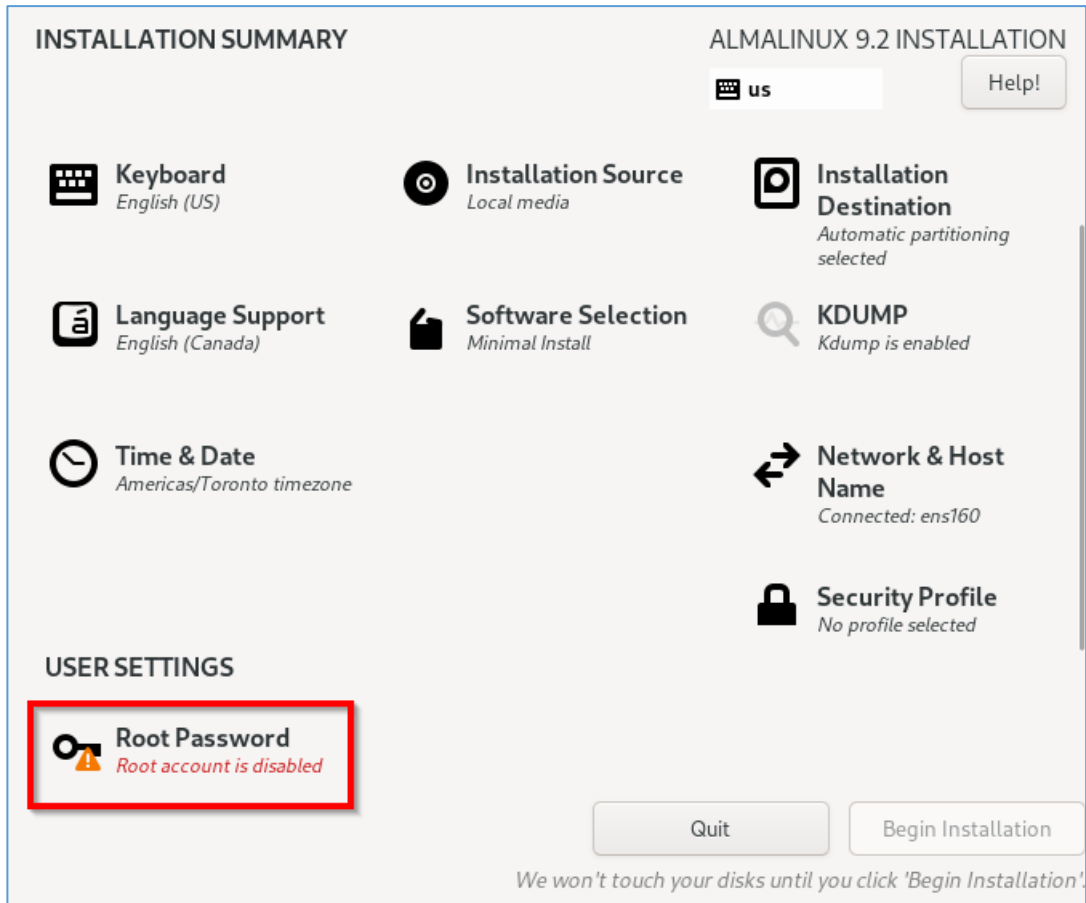 INSTALLATION SUMMARY
ALMALINUX 9.2 INSTALLATION
us
Help!
Keyboard
English (US)
Installation Source
Local media
Installation
Destination
Automatic partitioning
selected
Language Support
English (Canada)
Software Selection
Minimal Install
KDUMP
Kdump is enabled
Time & Date
Americas/Toronto timezone
Network & Host
Name
Connected: ens160
Security Profile
No profile selected
USER SETTINGS
Root Password
Root account is disabled
Quit
Begin Installation
We won't touch your disks until you click 'Begin Installation'.